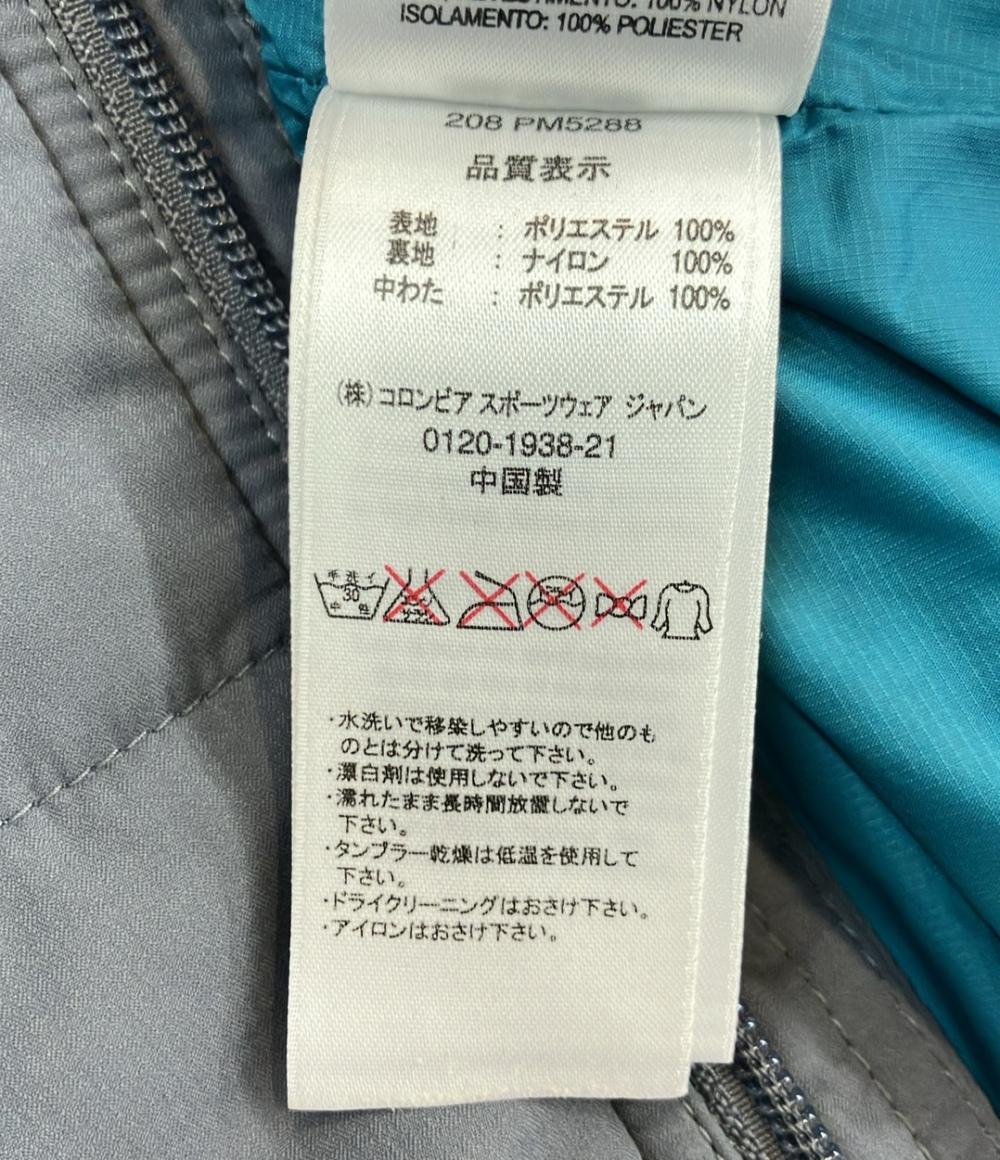 100% NYLON
ISOLAMENTO: 100% POLIESTER
208 PM5288
品質表示
表地 : ポリエステル 100%
裏地 : ナイロン 100%
中わた : ポリエステル 100%
(株)コロンビア スポーツウェア ジャパン
0120-1938-21
中国製
手洗イ
30
中性
・水洗いで移染しやすいので他のも
のとは分けて洗って下さい。
・漂白剤は使用しないで下さい。
・濡れたまま長時間放置しないで
下さい。
・タンブラー乾燥は低温を使用して
下さい。
・ドライクリーニングはおさけ下さい。
・アイロンはおさけ下さい。